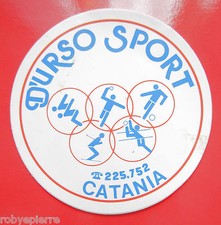 D'URSO SPORT
☎ 225.752
CATANIA
robyepierre